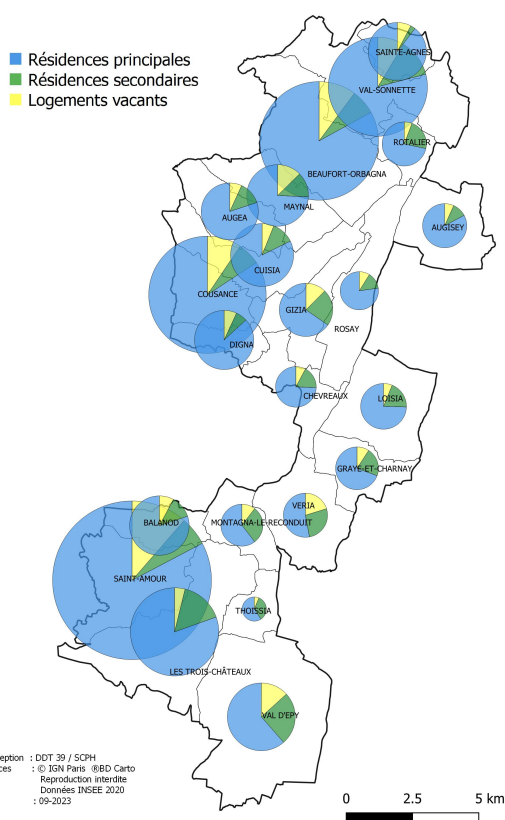 Résidences principales
Résidences secondaires
Logements vacants
SAINTE-AGNES
VAL-SONNETTE
ROTALIER
BEAUFORT-ORBAGNA
MAYNAL
AUGEA
AUGISEY
CUISIA
COUSANCE
GIZIA
ROSAY
DIGNA
CHEVREAUX
LOISIA
GRAYE-ET-CHARNAY
VERIA
BALANOD
MONTAGNA-LE-RECONDUIT
SAINT-AMOUR
THOISSIA
LES TROIS-CHÂTEAUX
VAL D'EPY
eption : DDT 39 / SCPH
ces : © IGN Paris ®BD Carto
Reproduction interdite
Données INSEE 2020
: 09-2023
0 2.5 5 km